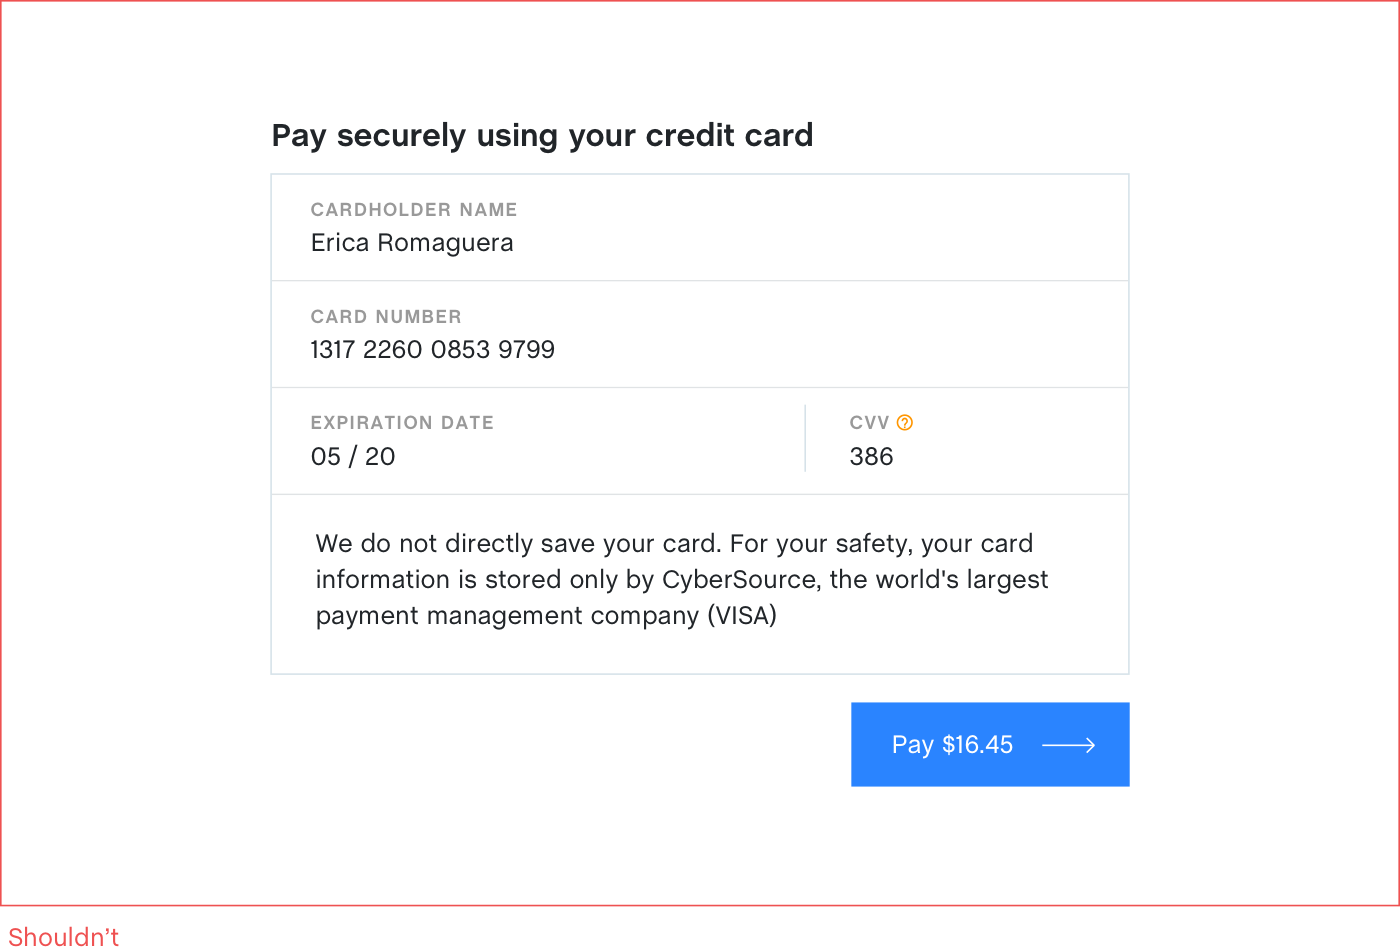 Pay securely using your credit card
CARDHOLDER NAME
Erica Romaguera
CARD NUMBER
1317 2260 0853 9799
EXPIRATION DATE
05 / 20
CVV ?
386
We do not directly save your card. For your safety, your card
information is stored only by CyberSource, the world's largest
payment management company (VISA)
Pay $16.45
Shouldn’t